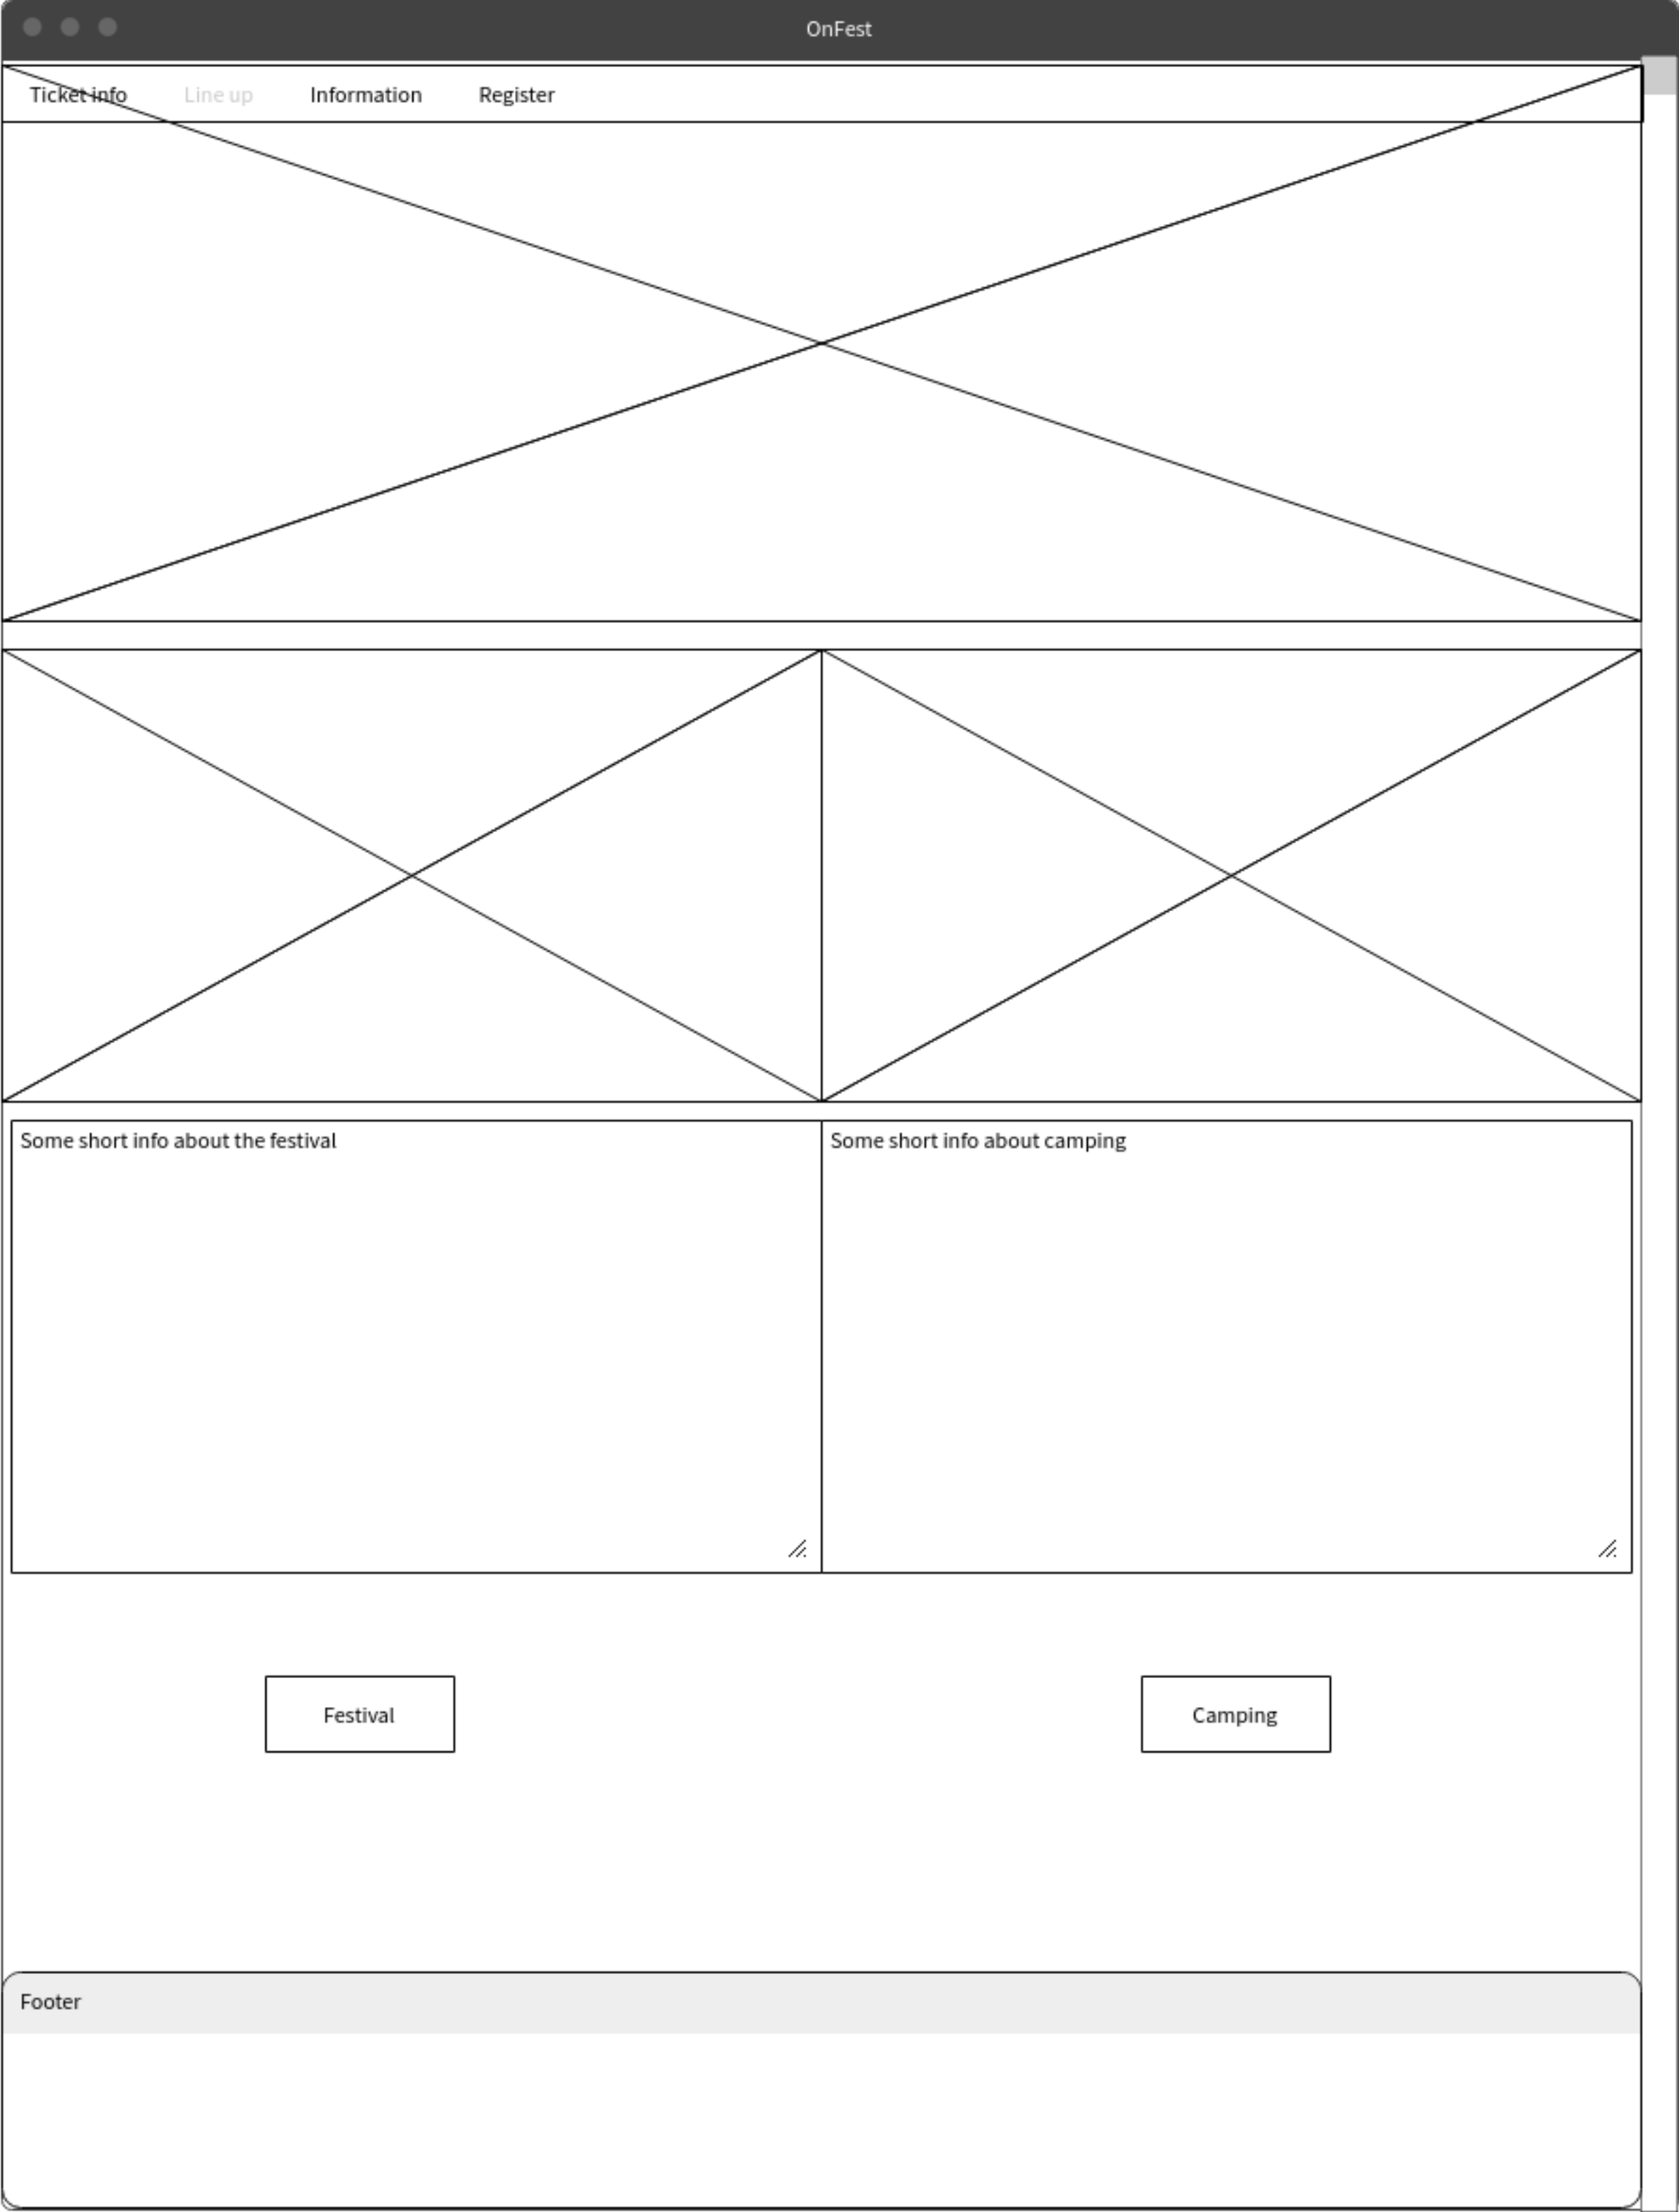 OnFest
Ticket info Line up Information Register
Some short info about the festival
Some short info about camping
Festival
Camping
Footer